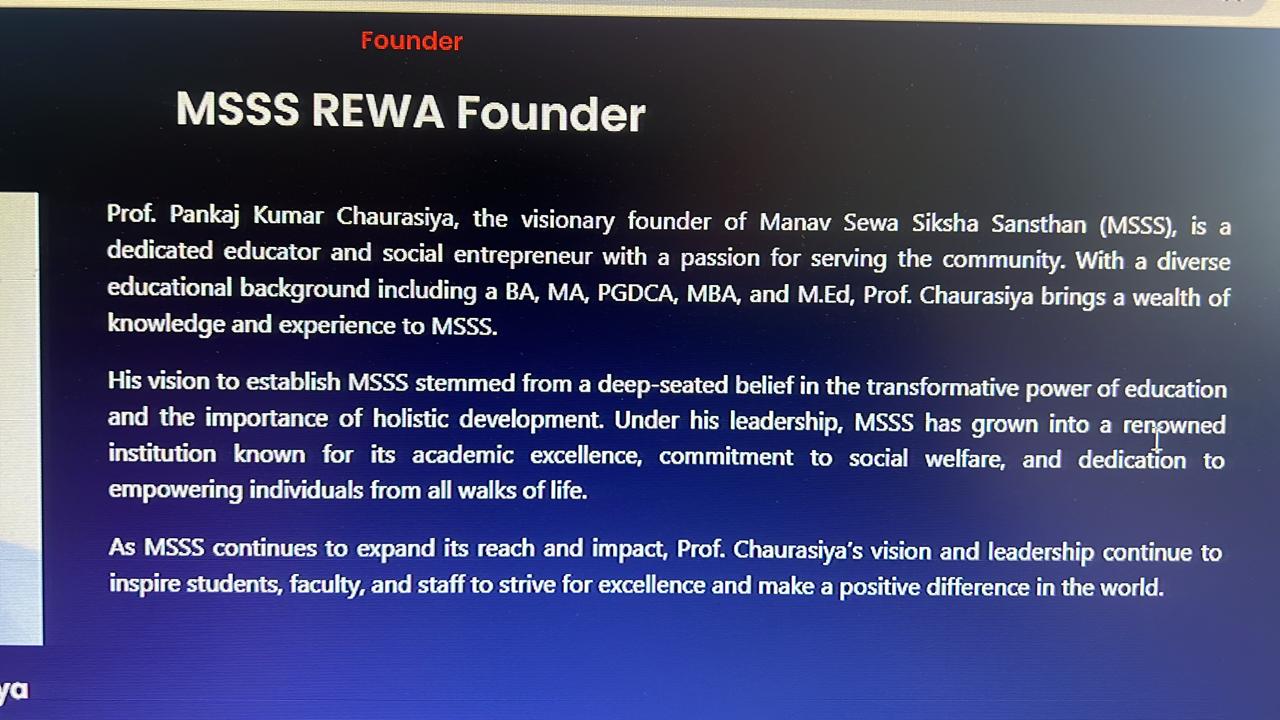 Founder
MSSS REWA Founder
Prof. Pankaj Kumar Chaurasiya, the visionary founder of Manav Sewa Siksha Sansthan (MSSS), is a
dedicated educator and social entrepreneur with a passion for serving the community. With a diverse
educational background including a BA, MA, PGDCA, MBA, and M.Ed, Prof. Chaurasiya brings a wealth of
knowledge and experience to MSSS.
His vision to establish MSSS stemmed from a deep-seated belief in the transformative power of education
and the importance of holistic development. Under his leadership, MSSS has grown into a renowned
institution known for its academic excellence, commitment to social welfare, and dedication to
empowering individuals from all walks of life.
As MSSS continues to expand its reach and impact, Prof. Chaurasiya's vision and leadership continue to
inspire students, faculty, and staff to strive for excellence and make a positive difference in the world.
ya